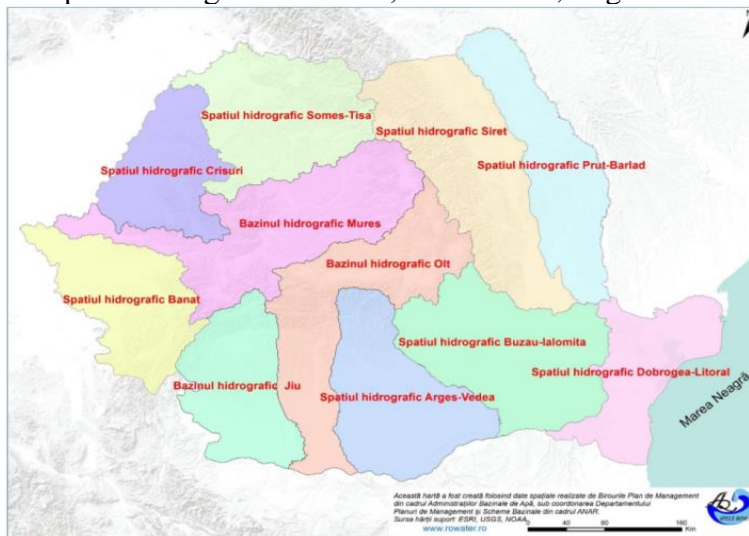 Spatiul hidrografic Somes-Tisa
Spatiul hidrografic Siret
Spatiul hidrografic Prut-Barlad
Spatiul hidrografic Crisuri
Bazinul hidrografic Mures
Bazinul hidrografic Olt
Spatiul hidrografic Banat
Spatiul hidrografic Buzau-Ialomita
Spatiul hidrografic Dobrogea-Litoral
Bazinul hidrografic Jiu
Spatiul hidrografic Arges-Vedea
Marea Neagră
Această hartă a fost creată folosind date spațiale realizate de Birourile Plan de Management
din cadrul Administrațiilor Bazinale de Apă, sub coordonarea Departamentului
Planuri de Management și Scheme Bazinale din cadrul ANAR.
Sursa hărții suport: ESRI, USGS, NOAA
www.rowater.ro
0 40 80 160
Km